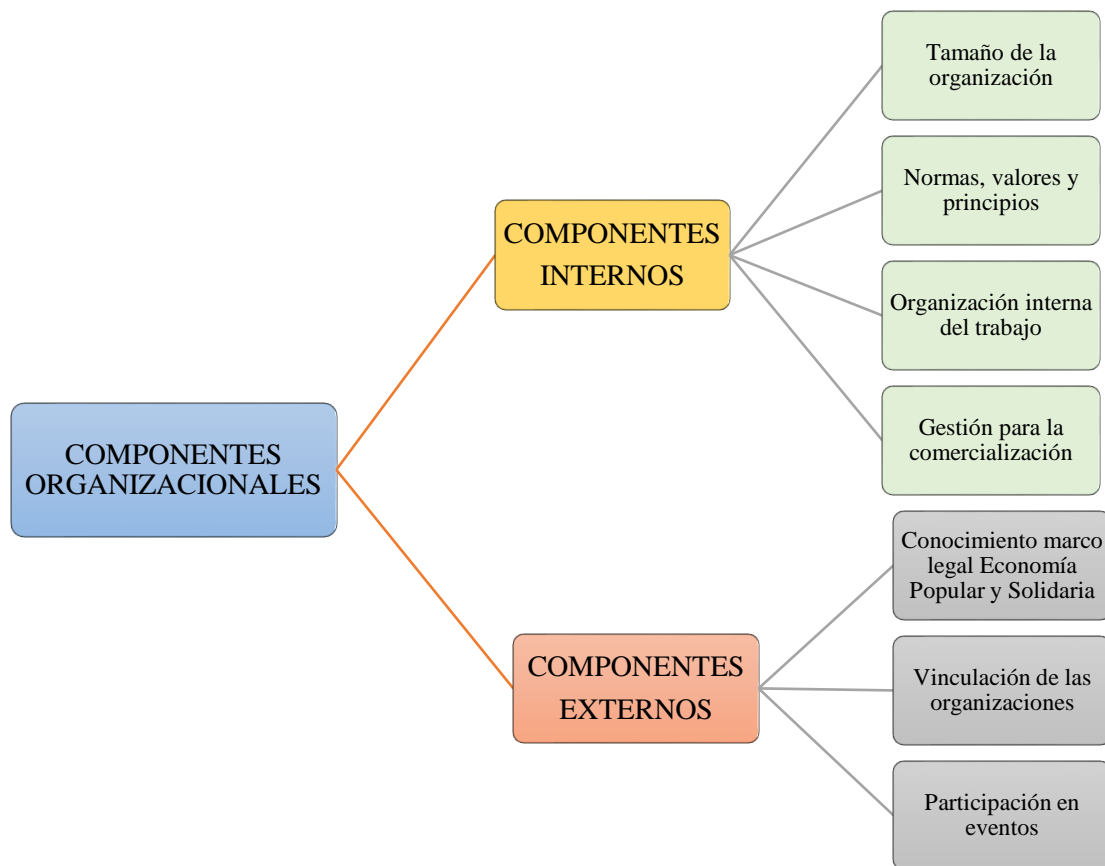 COMPONENTES
ORGANIZACIONALES
COMPONENTES
INTERNOS
Tamaño de la
organización
Normas, valores y
principios
Organización interna
del trabajo
Gestión para la
comercialización
COMPONENTES
EXTERNOS
Conocimiento marco
legal Economía
Popular y Solidaria
Vinculación de las
organizaciones
Participación en
eventos